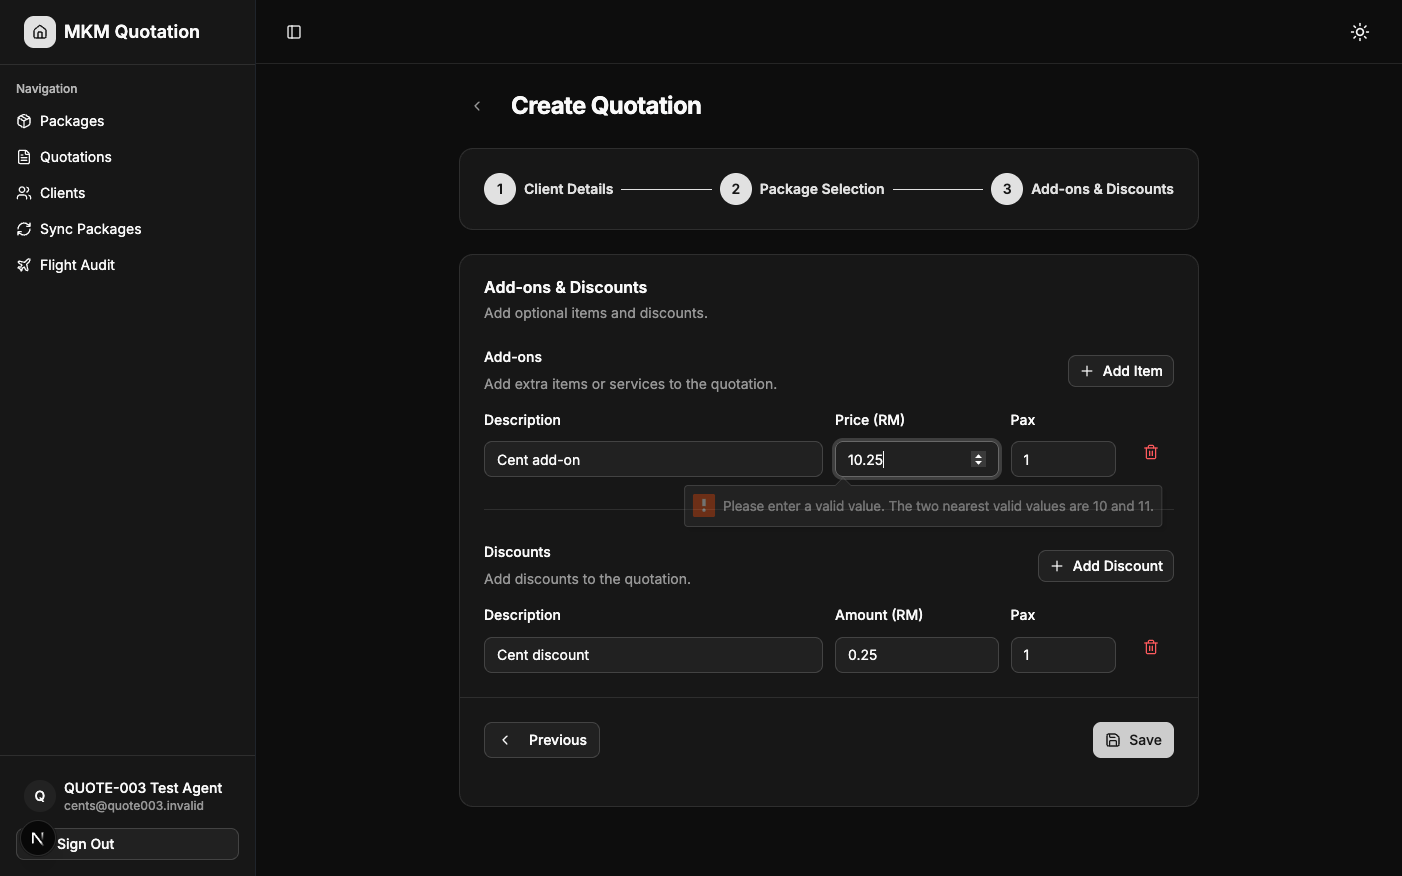 MKM Quotation
Navigation
Packages
Quotations
Clients
Sync Packages
Flight Audit
Create Quotation
1 Client Details 2 Package Selection 3 Add-ons & Discounts
Add-ons & Discounts
Add optional items and discounts.
Add-ons
Add extra items or services to the quotation.
Add Item
Description Price (RM) Pax
Cent add-on 10.25 1
! Please enter a valid value. The two nearest valid values are 10 and 11.
Discounts
Add discounts to the quotation.
Add Discount
Description Amount (RM) Pax
Cent discount 0.25 1
Previous Save
Q QUOTE-003 Test Agent
cents@quote003.invalid
N Sign Out